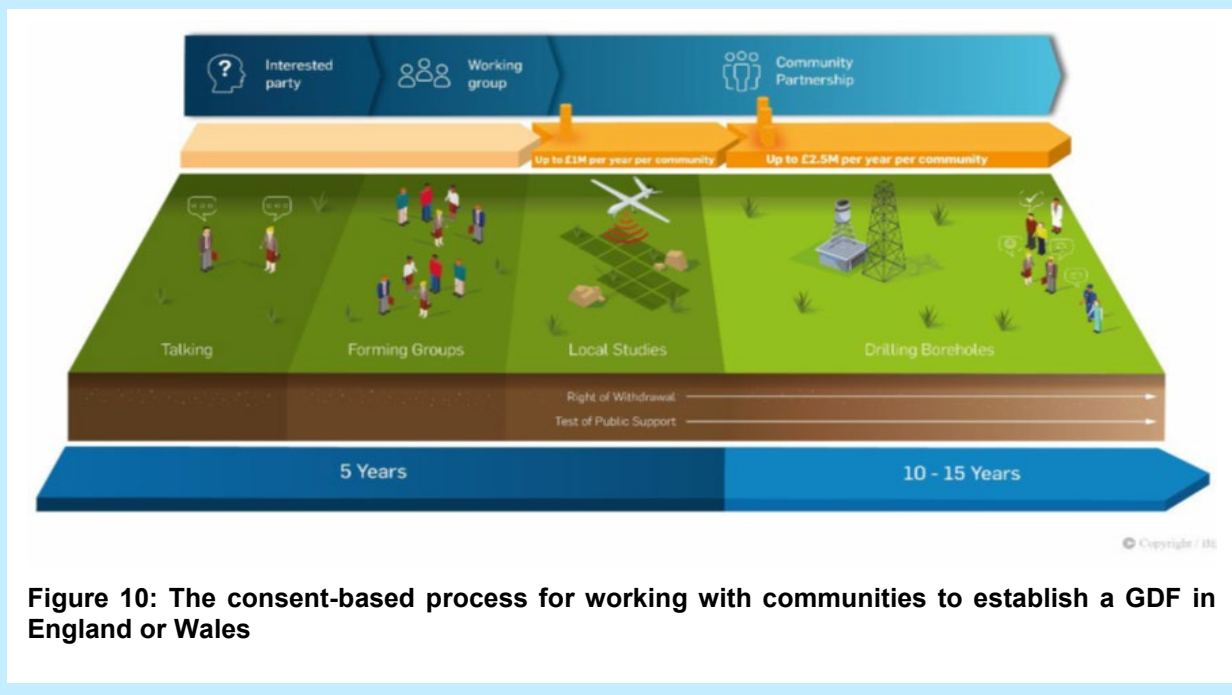 Interested
party
Working
group
Community
Partnership
Up to £1M per year per community
Up to £2.5M per year per community
Talking
Forming Groups
Local Studies
Drilling Boreholes
Right of Withdrawal
Test of Public Support
5 Years
10 - 15 Years
© Copyright /
Figure 10: The consent-based process for working with communities to establish a GDF in
England or Wales